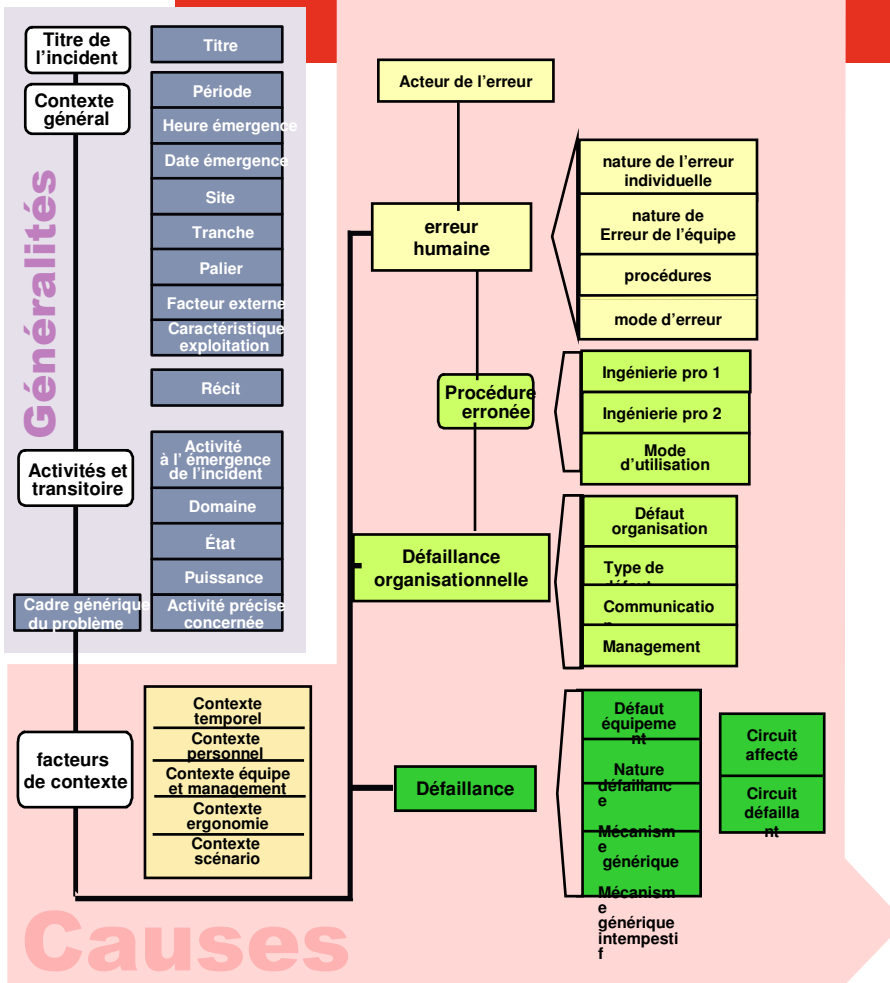 Titre de
l'incident
Titre
Contexte
général
Période
Heure émergence
Date émergence
Site
Tranche
Palier
Facteur externe
Caractéristique
exploitation
Récit
Généralités
Activités et
transitoire
Activité
à l' émergence
de l'incident
Domaine
État
Puissance
Cadre générique
du problème
Activité précise
concernée
facteurs
de contexte
Contexte
temporel
Contexte
personnel
Contexte équipe
et management
Contexte
ergonomie
Contexte
scénario
Causes
Acteur de l'erreur
erreur
humaine
nature de l'erreur
individuelle
nature de
Erreur de l'équipe
procédures
mode d'erreur
Procédure
erronée
Ingénierie pro 1
Ingénierie pro 2
Mode
d'utilisation
Défaillance
organisationnelle
Défaut
organisation
Type de
Communicatio
Management
Défaillance
Défaut
équipeme
nt
Nature
défaillanc
e
Mécanism
e
générique
Mécanism
e
générique
intempesti
f
Circuit
affecté
Circuit
défailla
nt